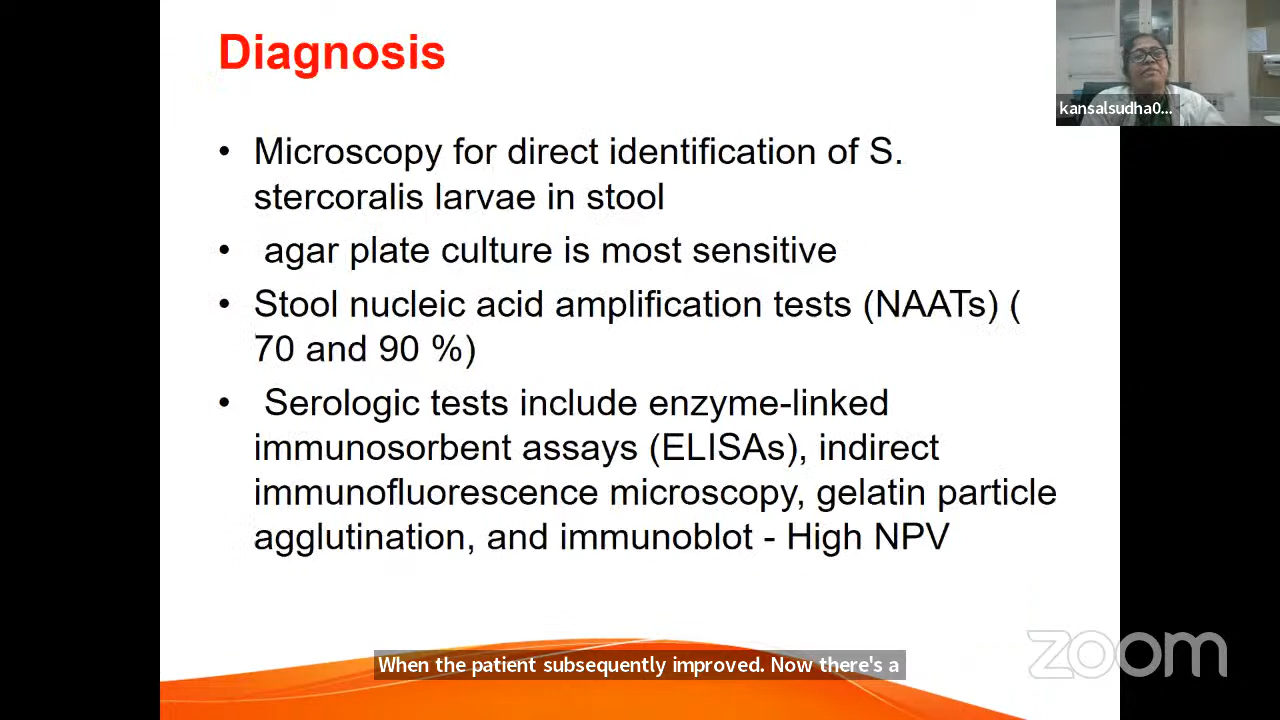 Diagnosis
kansalsudha0...
• Microscopy for direct identification of S.
stercoralis larvae in stool
• agar plate culture is most sensitive
• Stool nucleic acid amplification tests (NAATs) (
70 and 90 %)
• Serologic tests include enzyme-linked
immunosorbent assays (ELISAs), indirect
immunofluorescence microscopy, gelatin particle
agglutination, and immunoblot - High NPV
When the patient subsequently improved. Now there's a
zoom